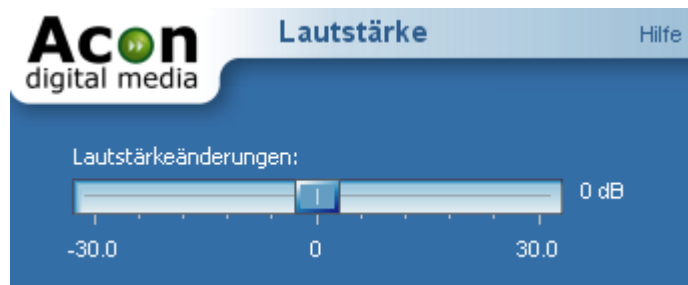 Acon
digital media
Lautstärke
Hilfe
Lautstärkeänderungen:
0 dB
-30.0 0 30.0